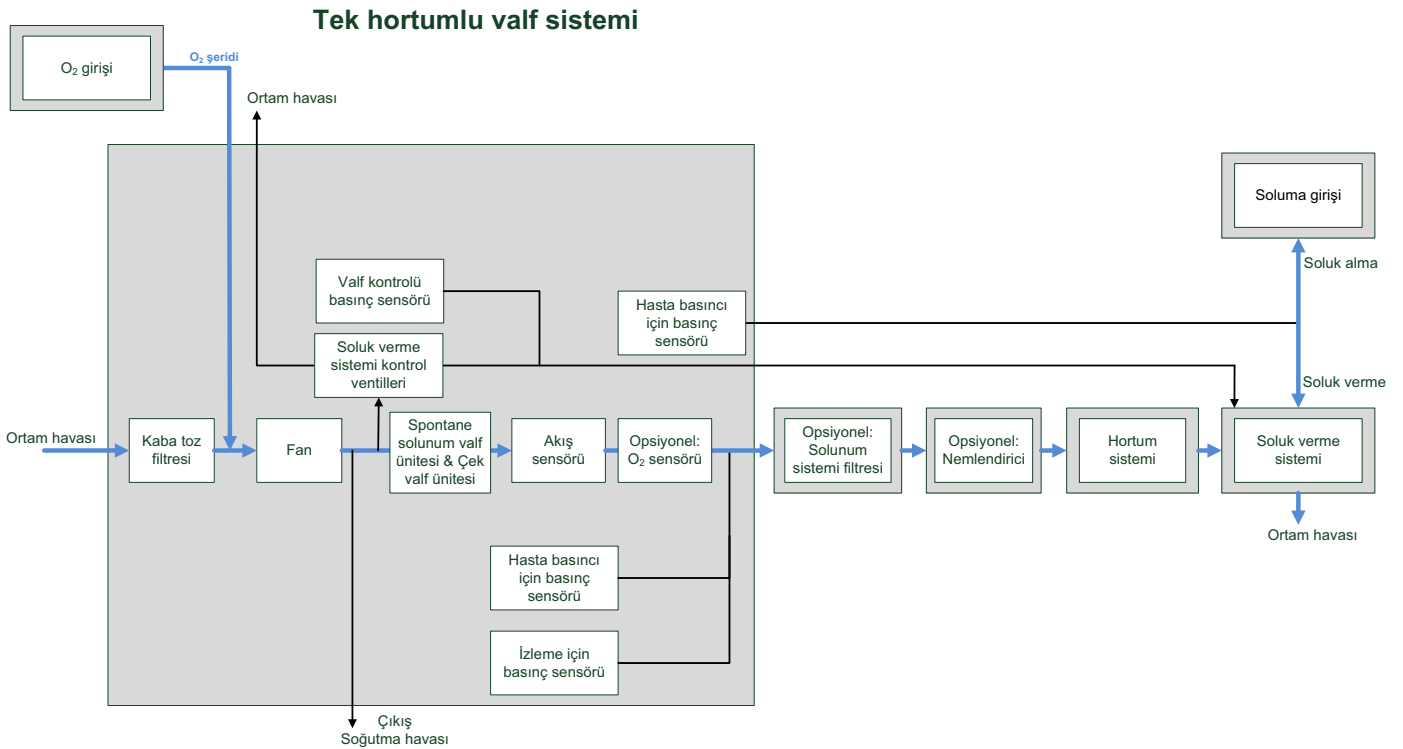 Tek hortumlu valf sistemi
O₂ girişi
O₂ şeridi
Ortam havası
Soluma girişi
Soluk alma
Valf kontrolü
basınç sensörü
Hasta basıncı
için basınç
sensörü
Soluk verme
sistemi kontrol
ventilleri
Soluk verme
Ortam havası
Kaba toz
filtresi
Fan
Spontane
solunum valf
ünitesi & Çek
valf ünitesi
Akış
sensörü
Opsiyonel:
O₂ sensörü
Opsiyonel:
Solunum
sistemi filtresi
Opsiyonel:
Nemlendirici
Hortum
sistemi
Soluk verme
sistemi
Ortam havası
Hasta basıncı
için basınç
sensörü
İzleme için
basınç sensörü
Çıkış
Soğutma havası